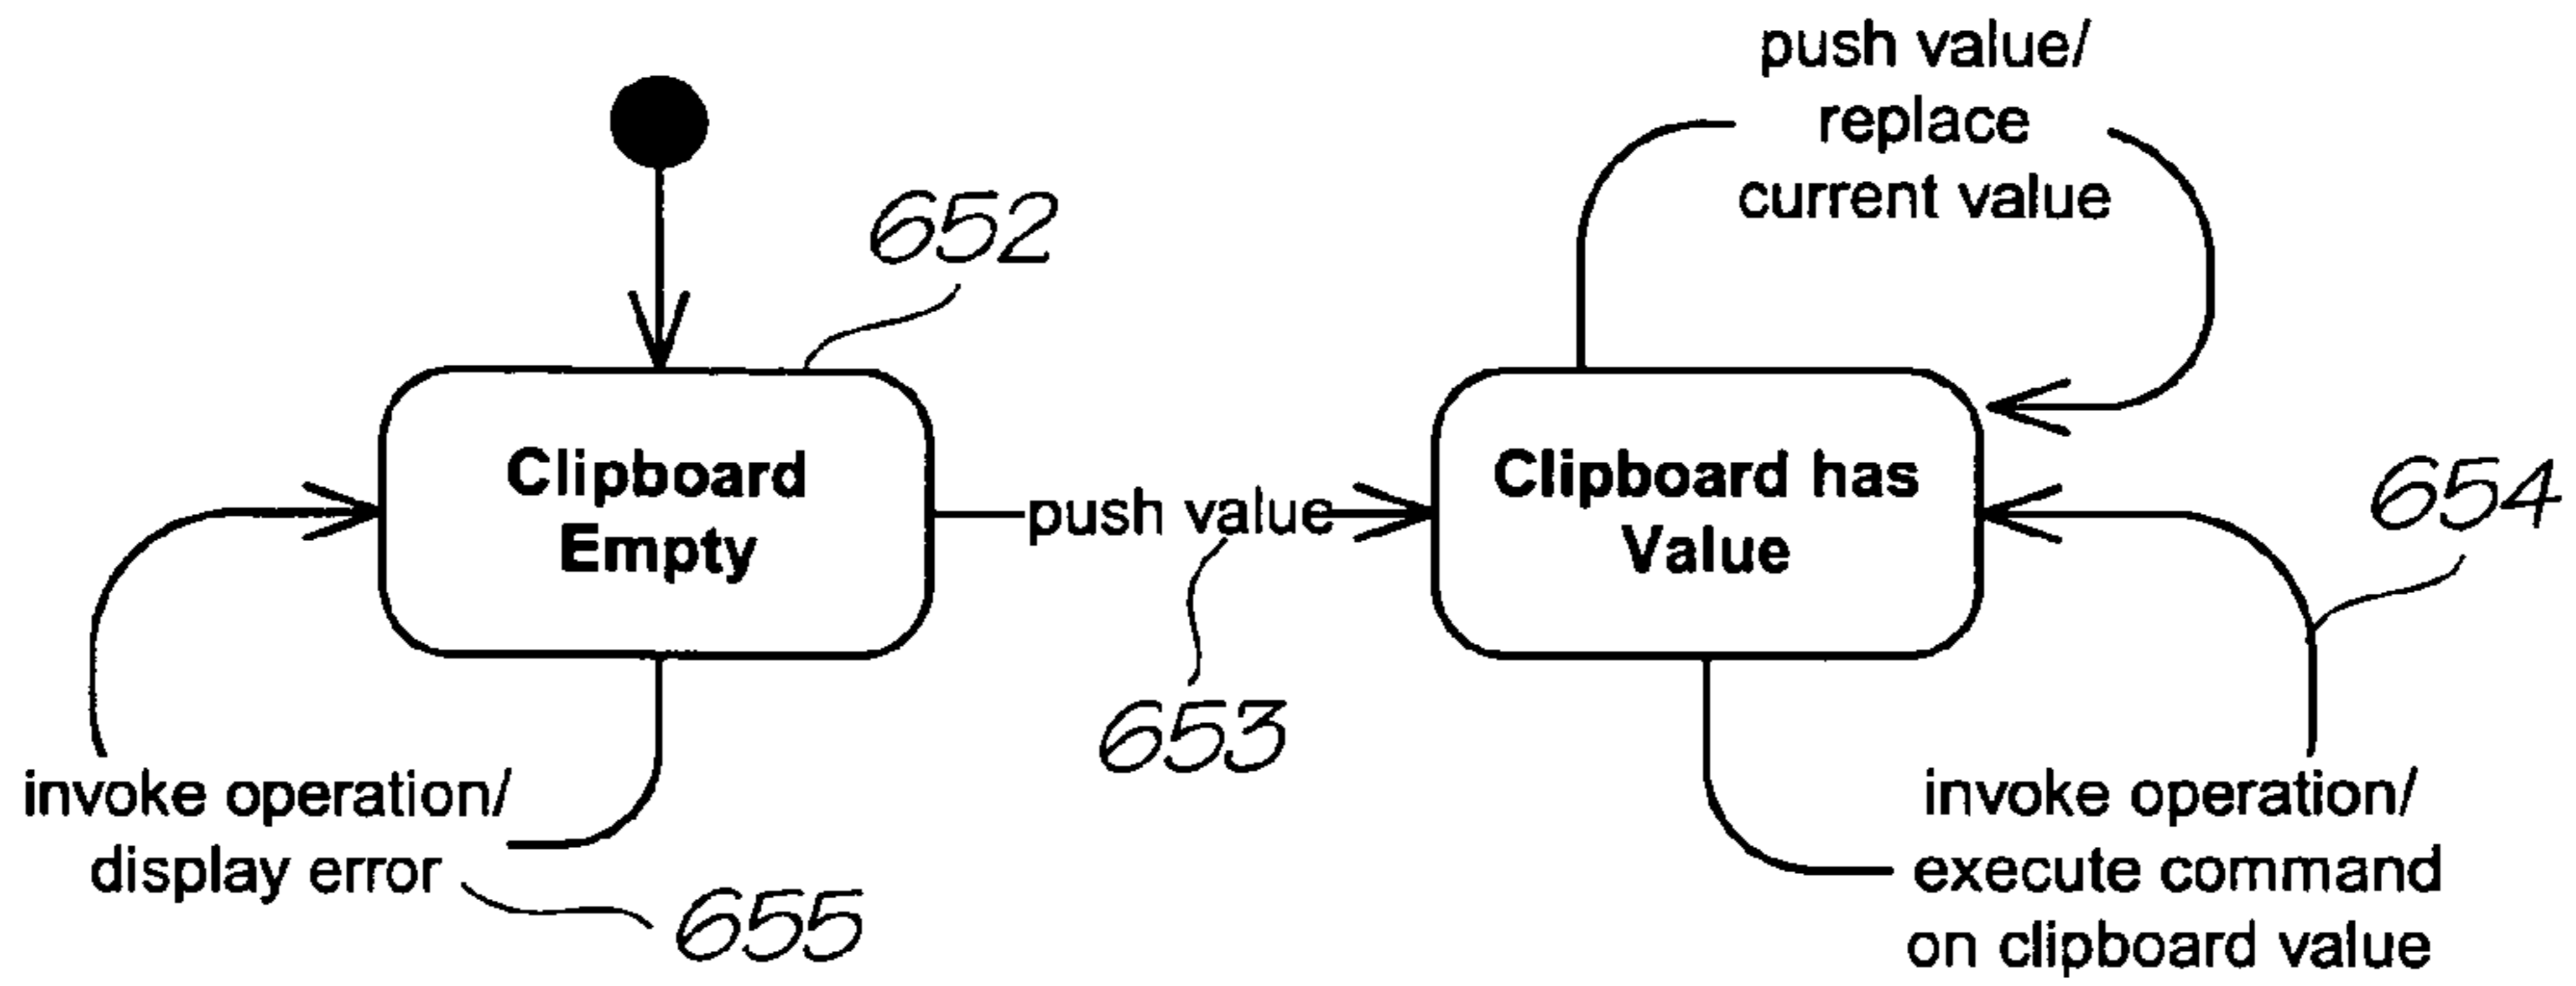 push value/
replace
current value
652
Clipboard
Empty
push value
Clipboard has
Value
654
653
invoke operation/
display error
655
invoke operation/
execute command
on clipboard value